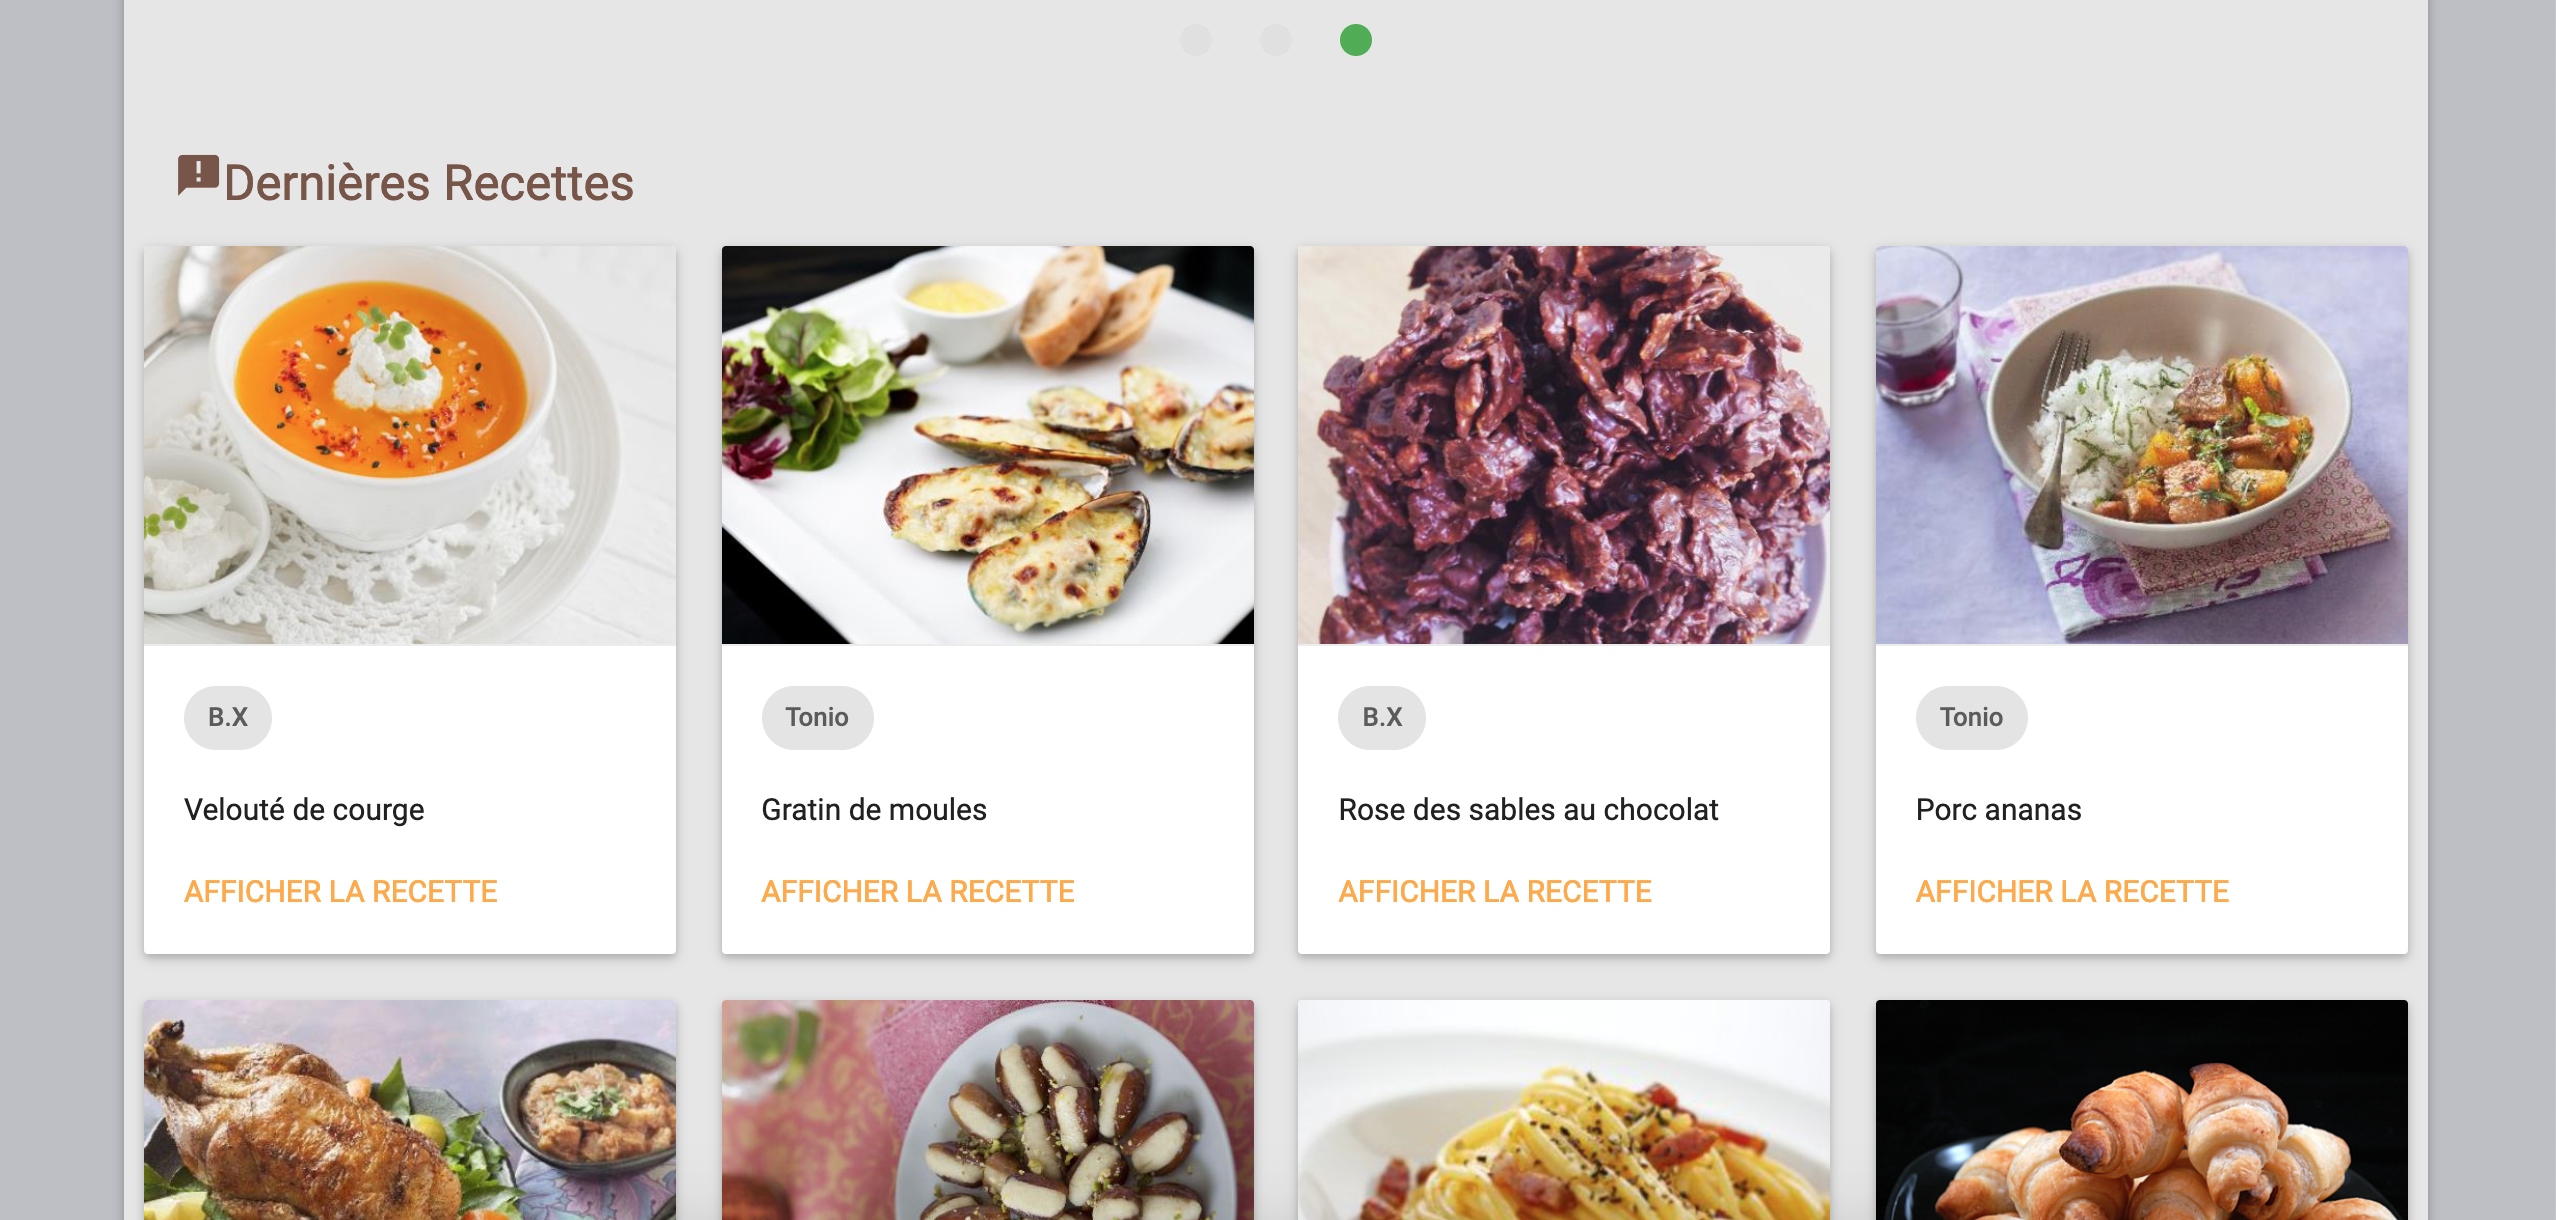 Dernières Recettes
B.X
Tonio
B.X
Tonio
Velouté de courge
Gratin de moules
Rose des sables au chocolat
Porc ananas
AFFICHER LA RECETTE
AFFICHER LA RECETTE
AFFICHER LA RECETTE
AFFICHER LA RECETTE